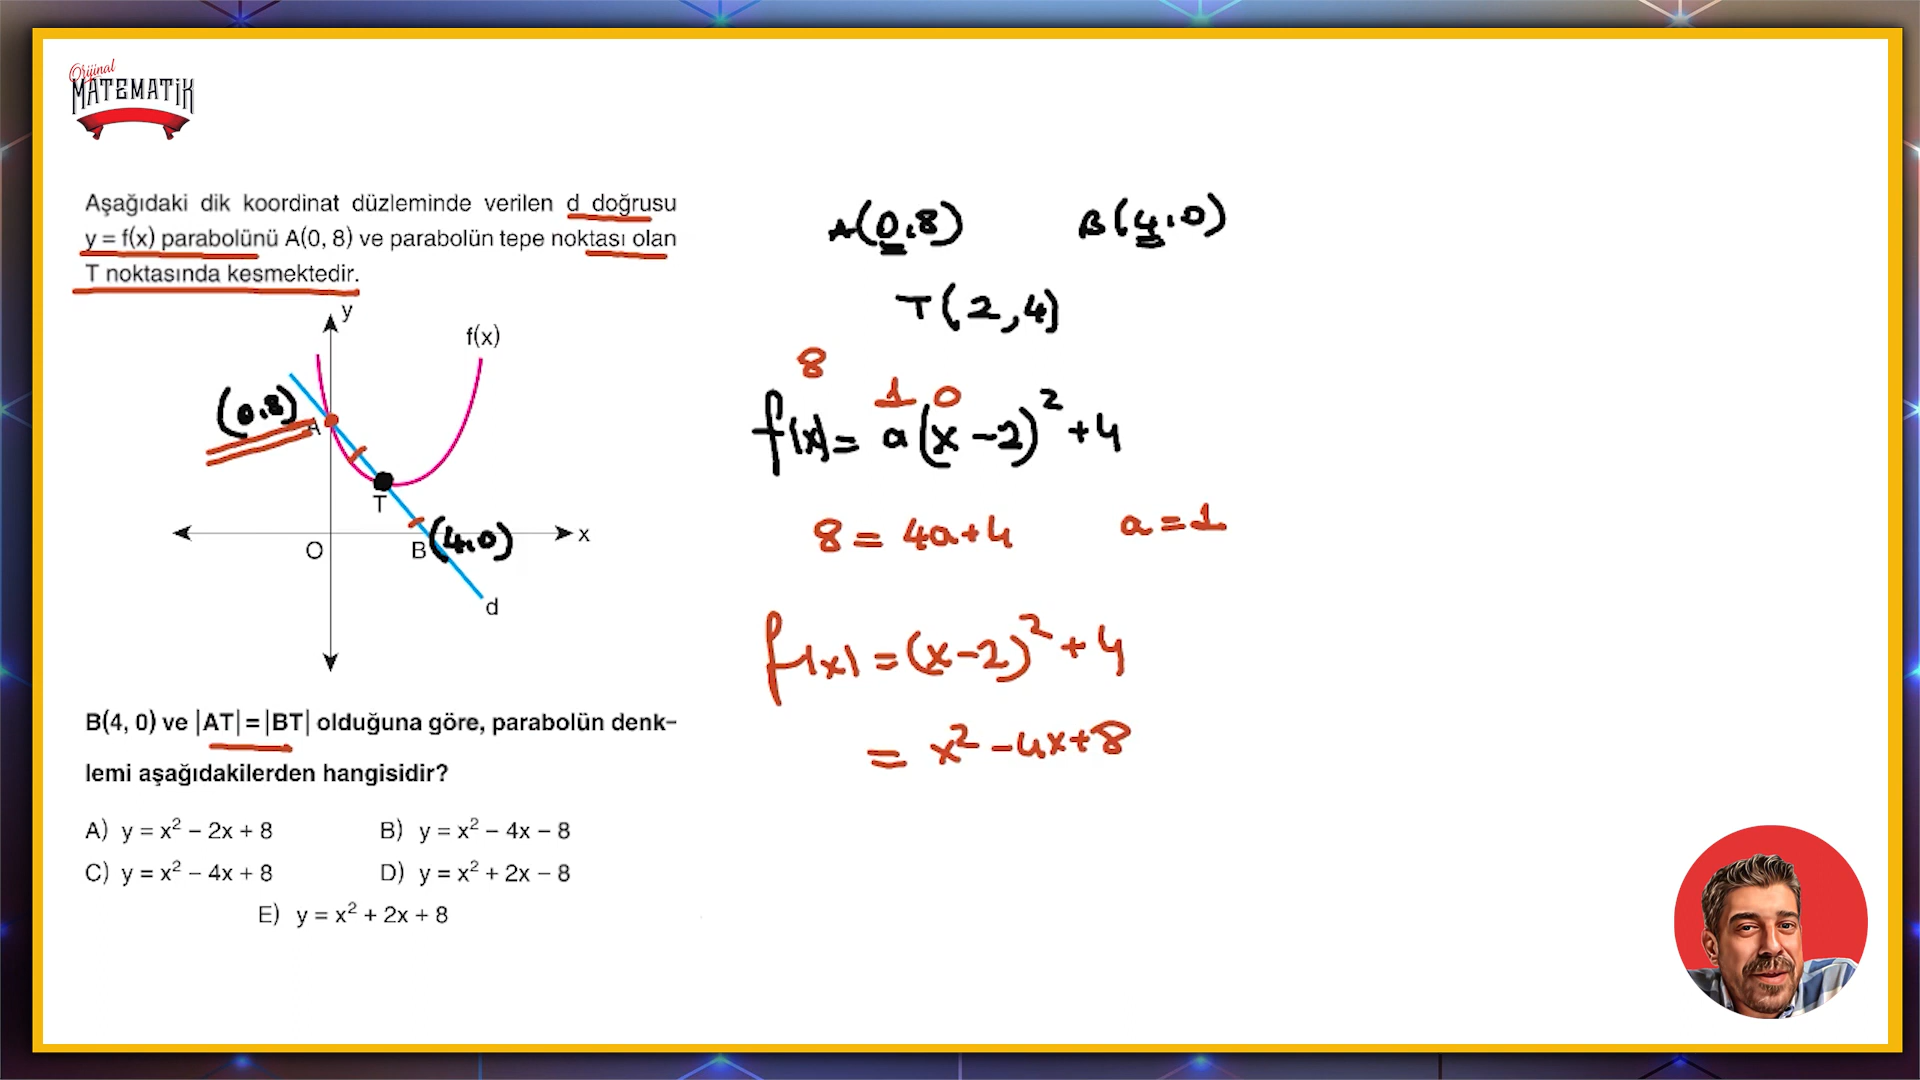 Orijinal
MATEMATİK
Aşağıdaki dik koordinat düzleminde verilen d doğrusu
y = f(x) parabolünü A(0, 8) ve parabolün tepe noktası olan
T noktasında kesmektedir.
y
f(x)
(0,8)
A
T
O
B
(4,0)
x
d
B(4, 0) ve |AT| = |BT| olduğuna göre, parabolün denk-
lemi aşağıdakilerden hangisidir?
A) y = x² – 2x + 8
B) y = x² – 4x – 8
C) y = x² – 4x + 8
D) y = x² + 2x – 8
E) y = x² + 2x + 8
A(0,8)
B(4,0)
T(2,4)
8
1 0
f(x) = a(x-2)² + 4
8 = 4a+4
a = 1
f(x) = (x-2)² + 4
= x² - 4x + 8